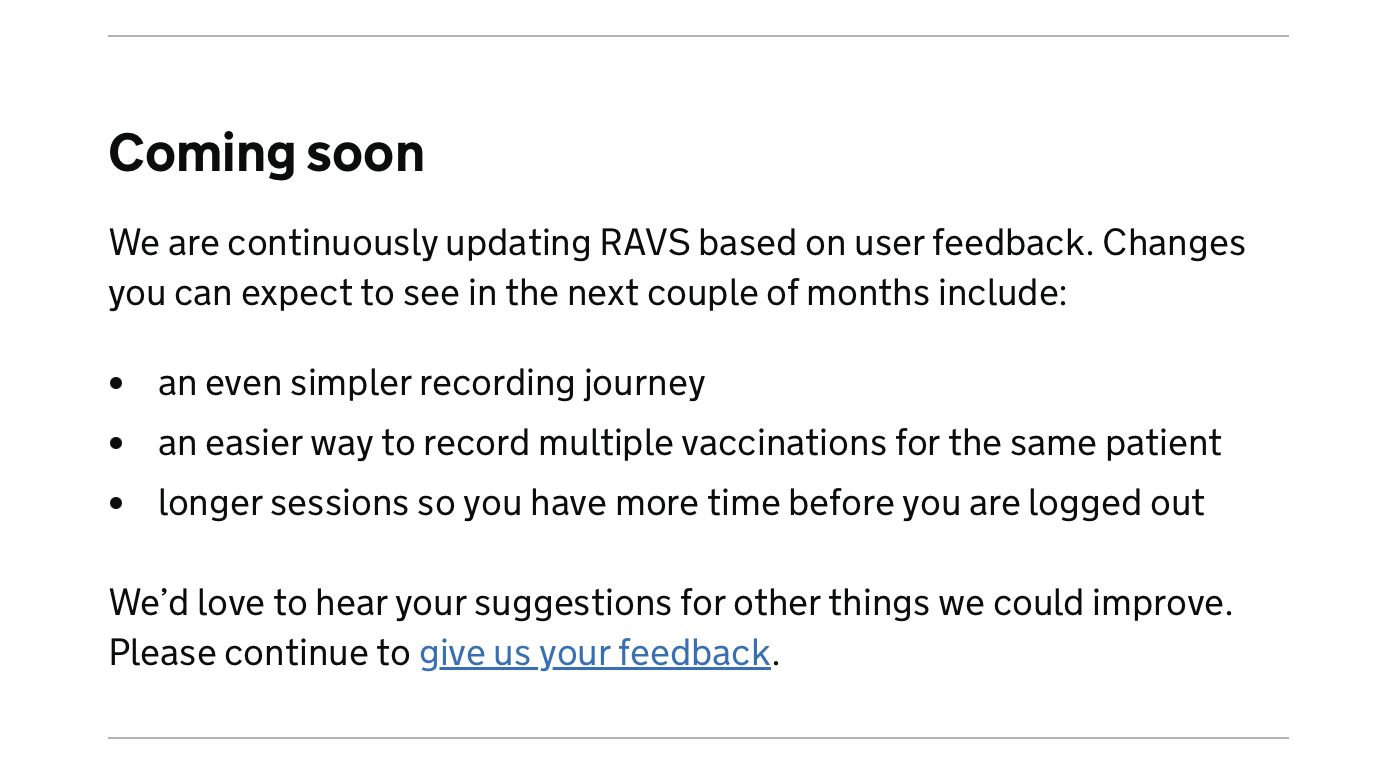 Coming soon
We are continuously updating RAVS based on user feedback. Changes
you can expect to see in the next couple of months include:
• an even simpler recording journey
• an easier way to record multiple vaccinations for the same patient
• longer sessions so you have more time before you are logged out
We’d love to hear your suggestions for other things we could improve.
Please continue to give us your feedback.